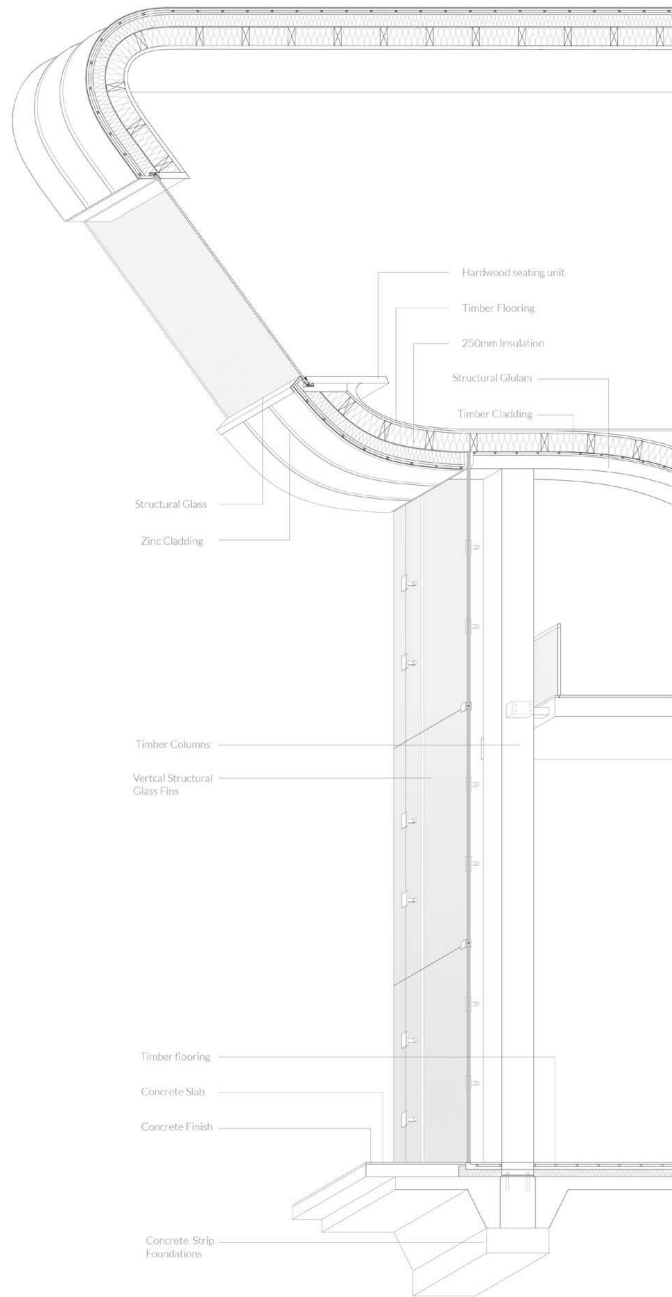 Hardwood seating unit
Timber Flooring
250mm Insulation
Structural Glulam
Timber Cladding
Structural Glass
Zinc Cladding
Timber Columns
Vertcal Structural
Glass Fins
Timber flooring
Concrete Slab
Concrete Finish
Concrete Strip
Foundations